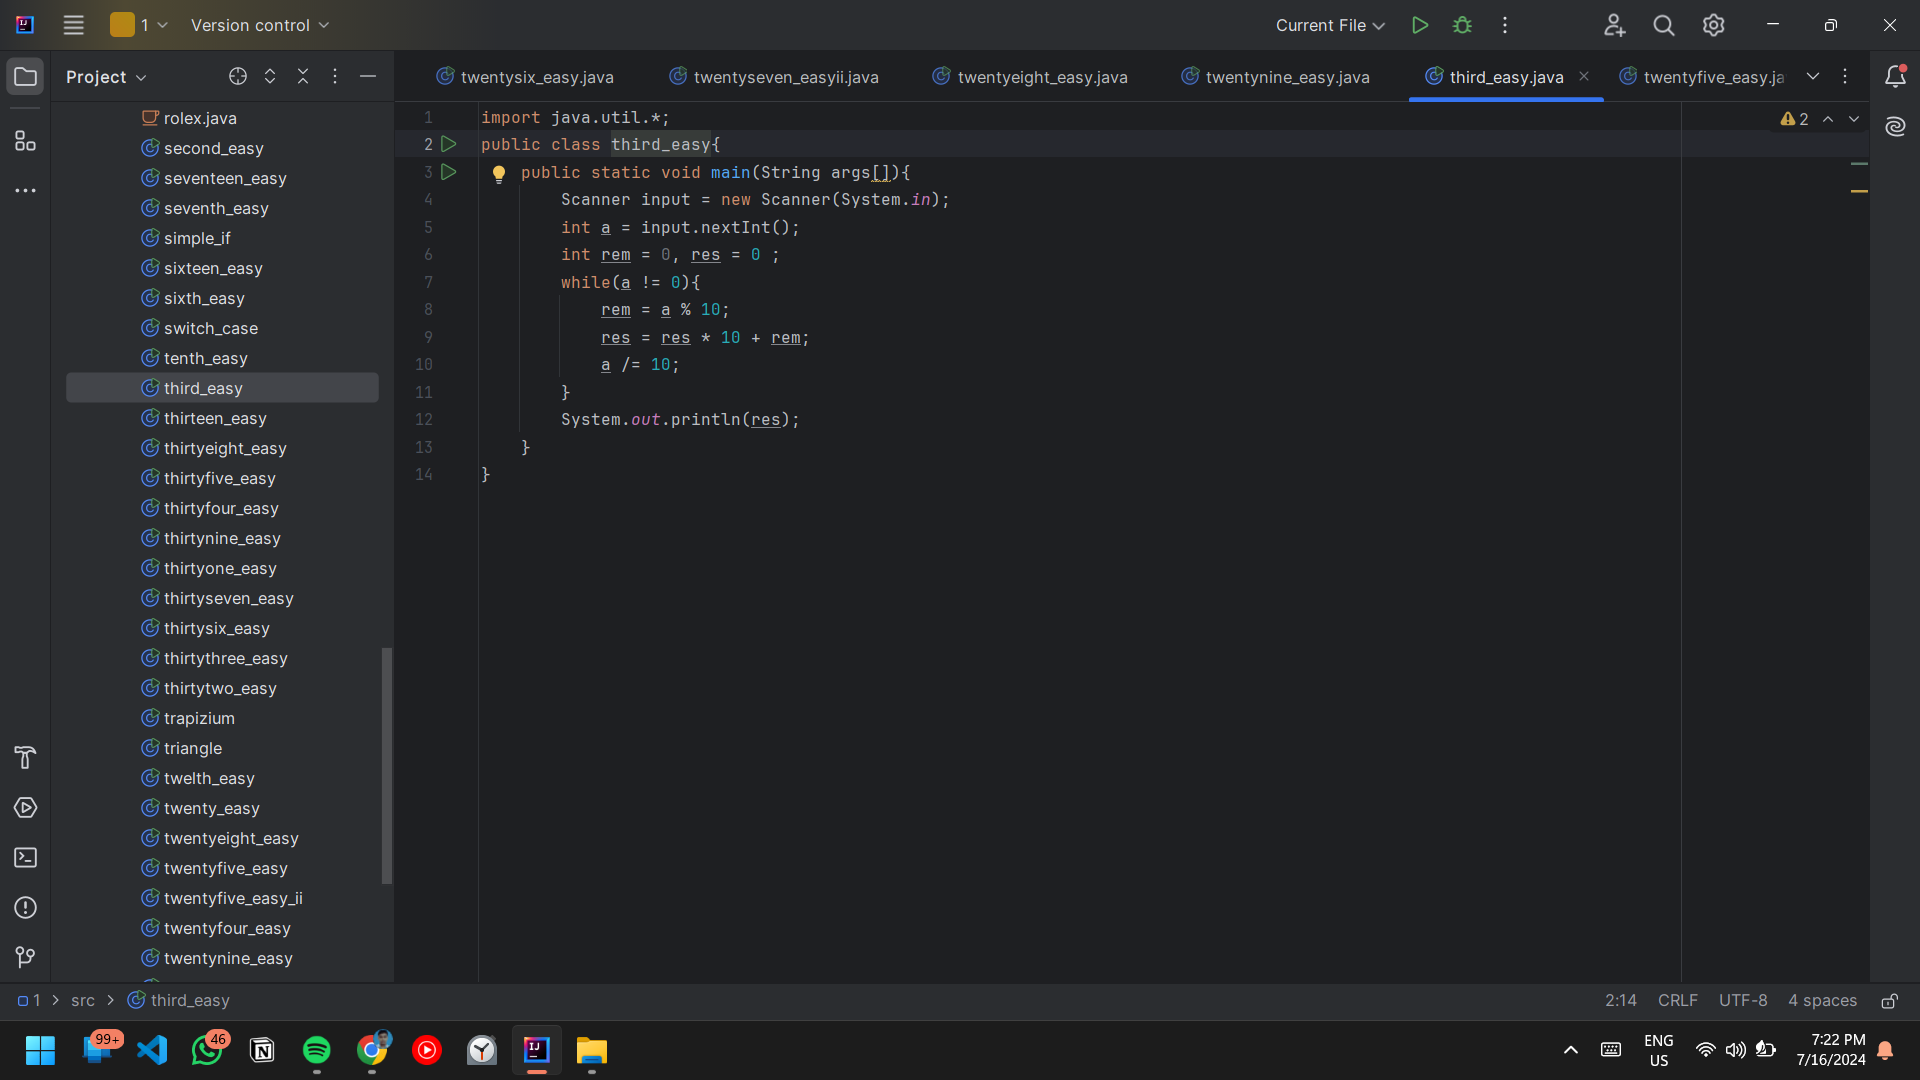 1 Version control Current File
Project
twentysix_easy.java twentyseven_easyii.java twentyeight_easy.java twentynine_easy.java third_easy.java twentyfive_easy.ja
rolex.java
second_easy
seventeen_easy
seventh_easy
simple_if
sixteen_easy
sixth_easy
switch_case
tenth_easy
third_easy
thirteen_easy
thirtyeight_easy
thirtyfive_easy
thirtyfour_easy
thirtynine_easy
thirtyone_easy
thirtyseven_easy
thirtysix_easy
thirtythree_easy
thirtytwo_easy
trapizium
triangle
twelth_easy
twenty_easy
twentyeight_easy
twentyfive_easy
twentyfive_easy_ii
twentyfour_easy
twentynine_easy
2
1 import java.util.*;
2 public class third_easy{
3 public static void main(String args[]){
4 Scanner input = new Scanner(System.in);
5 int a = input.nextInt();
6 int rem = 0, res = 0 ;
7 while(a != 0){
8 rem = a % 10;
9 res = res * 10 + rem;
10 a /= 10;
11 }
12 System.out.println(res);
13 }
14 }
1 > src > third_easy
2:14 CRLF UTF-8 4 spaces
99+ 46
ENG
US
7:22 PM
7/16/2024